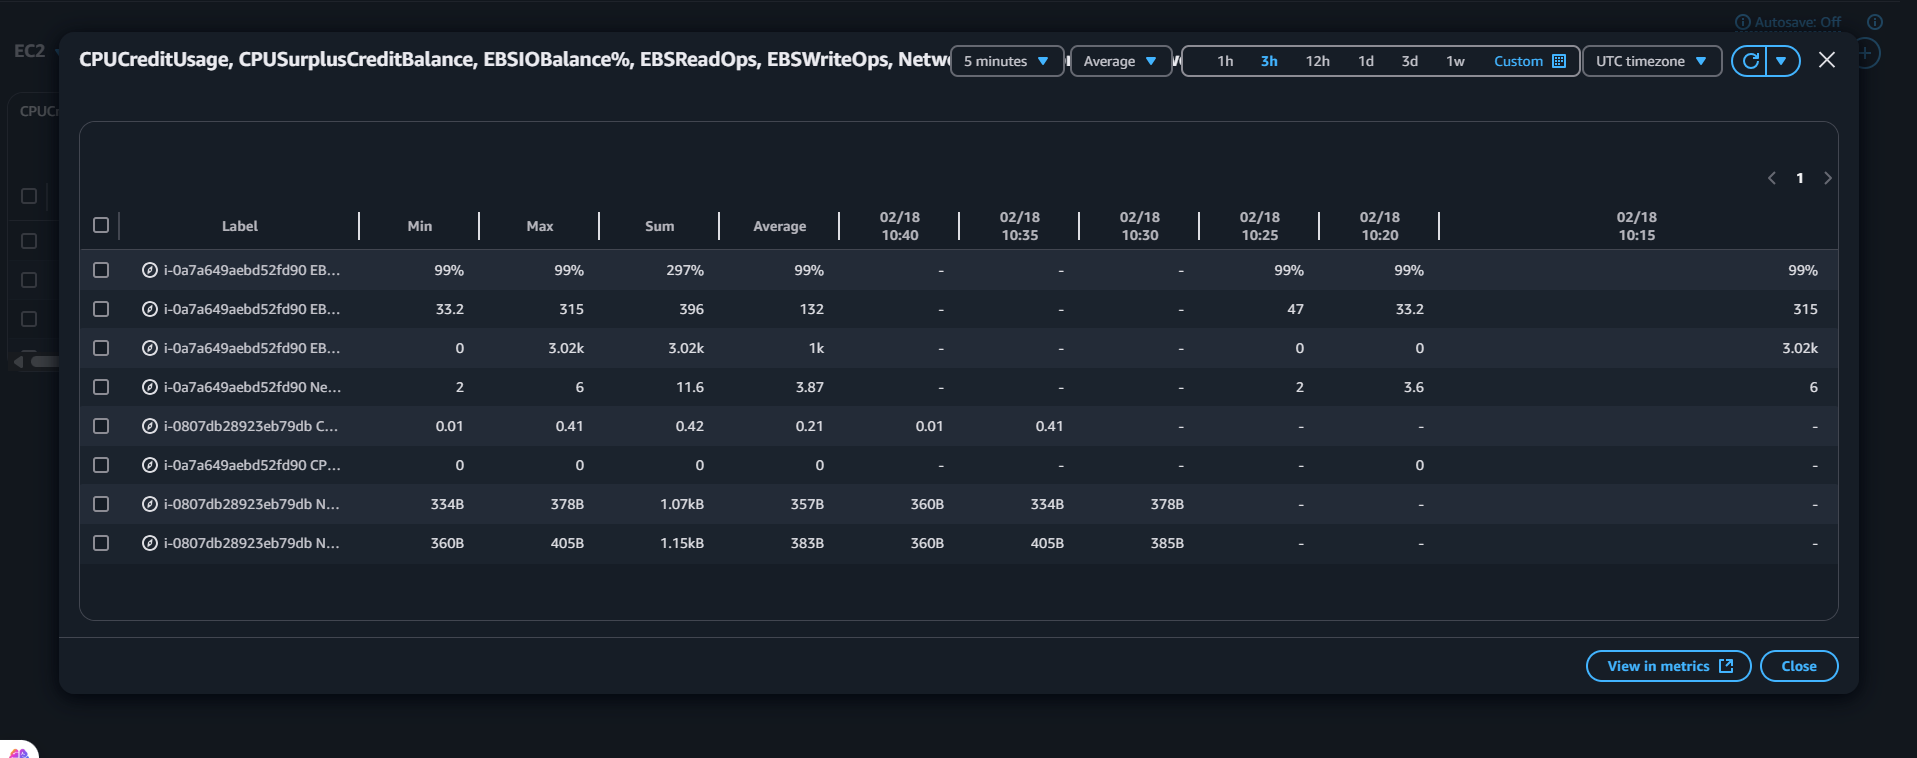 Autosave: Off
EC2
CPUCreditUsage, CPUSurplusCreditBalance, EBSIOBalance%, EBSReadOps, EBSWriteOps, Netwo
5 minutes
Average
1h 3h 12h 1d 3d 1w Custom
UTC timezone
CPUCr
1
Label Min Max Sum Average 02/18 10:40 02/18 10:35 02/18 10:30 02/18 10:25 02/18 10:20 02/18 10:15
i-0a7a649aebd52fd90 EB... 99% 99% 297% 99% - - - 99% 99% 99%
i-0a7a649aebd52fd90 EB... 33.2 315 396 132 - - - 47 33.2 315
i-0a7a649aebd52fd90 EB... 0 3.02k 3.02k 1k - - - 0 0 3.02k
i-0a7a649aebd52fd90 Ne... 2 6 11.6 3.87 - - - 2 3.6 6
i-0807db28923eb79db C... 0.01 0.41 0.42 0.21 0.01 0.41 - - - -
i-0a7a649aebd52fd90 CP... 0 0 0 0 - - - - 0 -
i-0807db28923eb79db N... 334B 378B 1.07kB 357B 360B 334B 378B - - -
i-0807db28923eb79db N... 360B 405B 1.15kB 383B 360B 405B 385B - - -
View in metrics
Close